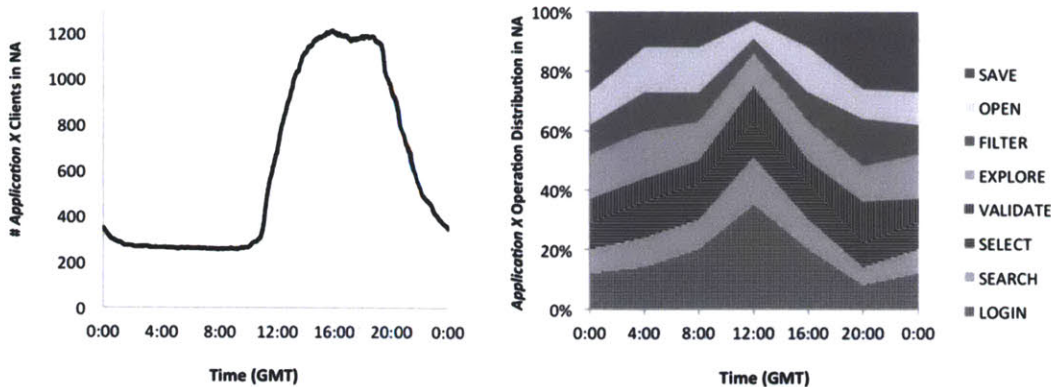 # Application X Clients in NA
1200
1000
800
600
400
200
0
0:00 4:00 8:00 12:00 16:00 20:00 0:00
Time (GMT)
Application X Operation Distribution in NA
100%
80%
60%
40%
20%
0%
0:00 4:00 8:00 12:00 16:00 20:00 0:00
Time (GMT)
SAVE
OPEN
FILTER
EXPLORE
VALIDATE
SELECT
SEARCH
LOGIN